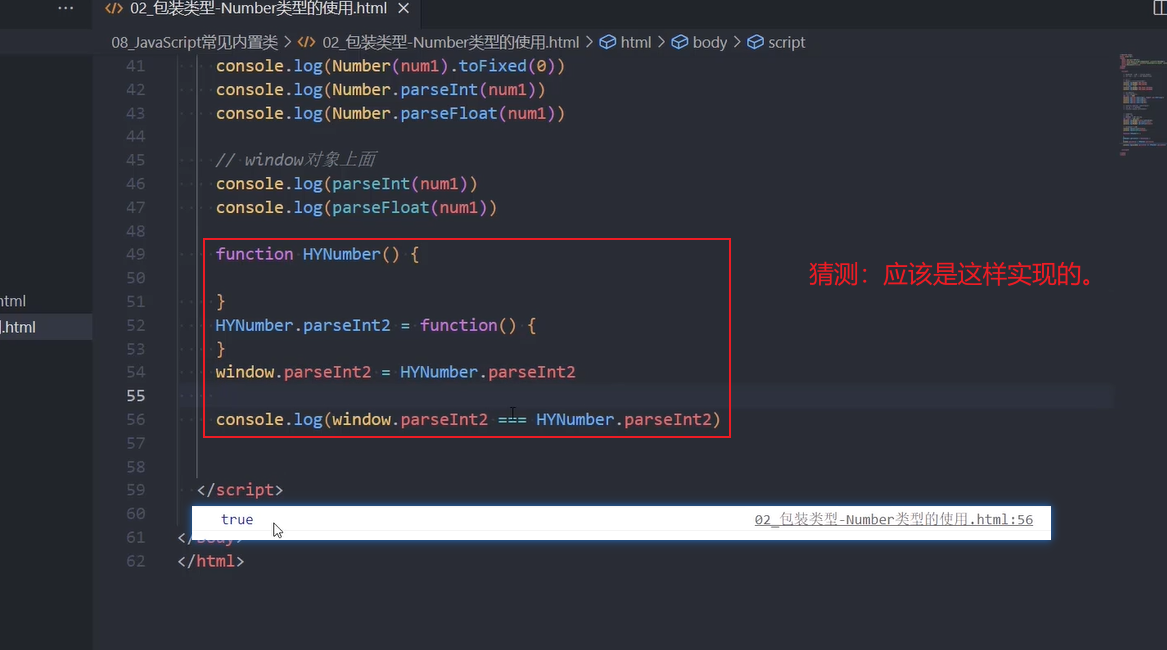 02_包装类型-Number类型的使用.html
08_JavaScript常见内置类 > 02_包装类型-Number类型的使用.html > html > body > script
41 console.log(Number(num1).toFixed(0))
42 console.log(Number.parseInt(num1))
43 console.log(Number.parseFloat(num1))
44
45 // window对象上面
46 console.log(parseInt(num1))
47 console.log(parseFloat(num1))
48
49 function HYNumber() {
50
51 }
52 HYNumber.parseInt2 = function() {
53 }
54 window.parseInt2 = HYNumber.parseInt2
55
56 console.log(window.parseInt2 === HYNumber.parseInt2)
57
58
59 </script>
60
true 02_包装类型-Number类型的使用.html:56
61 </body>
62 </html>
猜测：应该是这样实现的。
html
.html